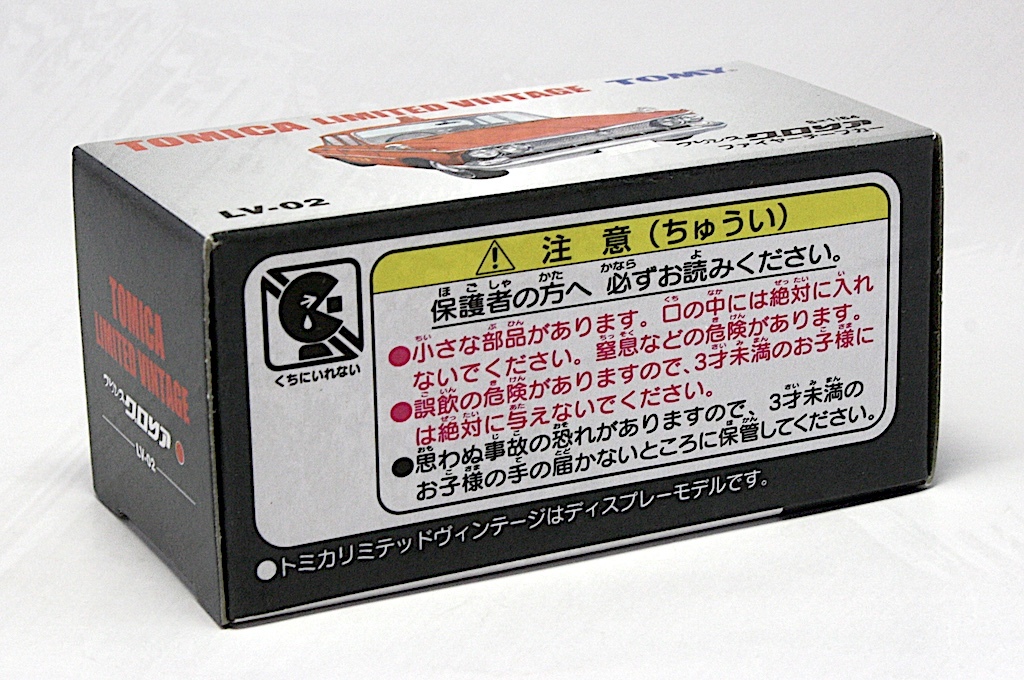 TOMICA LIMITED VINTAGE TOMY
S=1/64
プリンス クロサア
ファイヤーチーフカー
LV-02
TOMICA
LIMITED VINTAGE
プリンス クロサア
LV-02
くちにいれない
注意(ちゅうい)
保護者の方へ 必ずお読みください。
●小さな部品があります。口の中には絶対に入れ
ないでください。窒息などの危険があります。
●誤飲の危険がありますので、3才未満のお子様に
は絶対に与えないでください。
●思わぬ事故の恐れがありますので、3才未満の
お子様の手の届かないところに保管してください。
●トミカリミテッドヴィンテージはディスプレーモデルです。